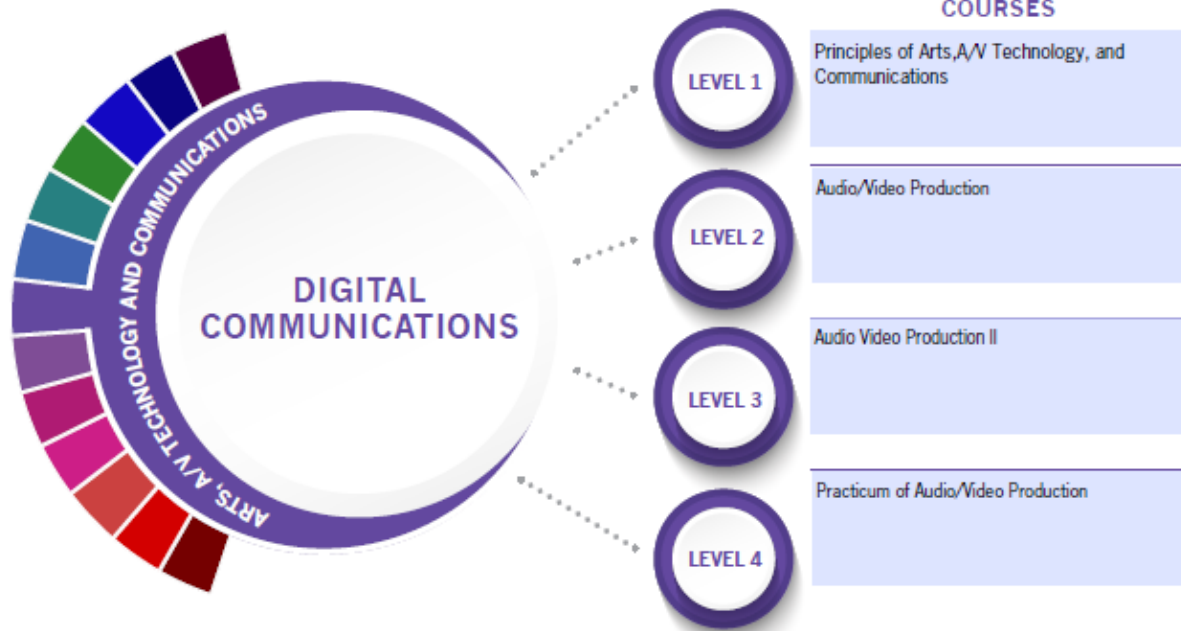 ARTS, A/V TECHNOLOGY AND COMMUNICATIONS
DIGITAL
COMMUNICATIONS
COURSES
LEVEL 1
Principles of Arts,A/V Technology, and
Communications
LEVEL 2
Audio/Video Production
LEVEL 3
Audio Video Production II
LEVEL 4
Practicum of Audio/Video Production